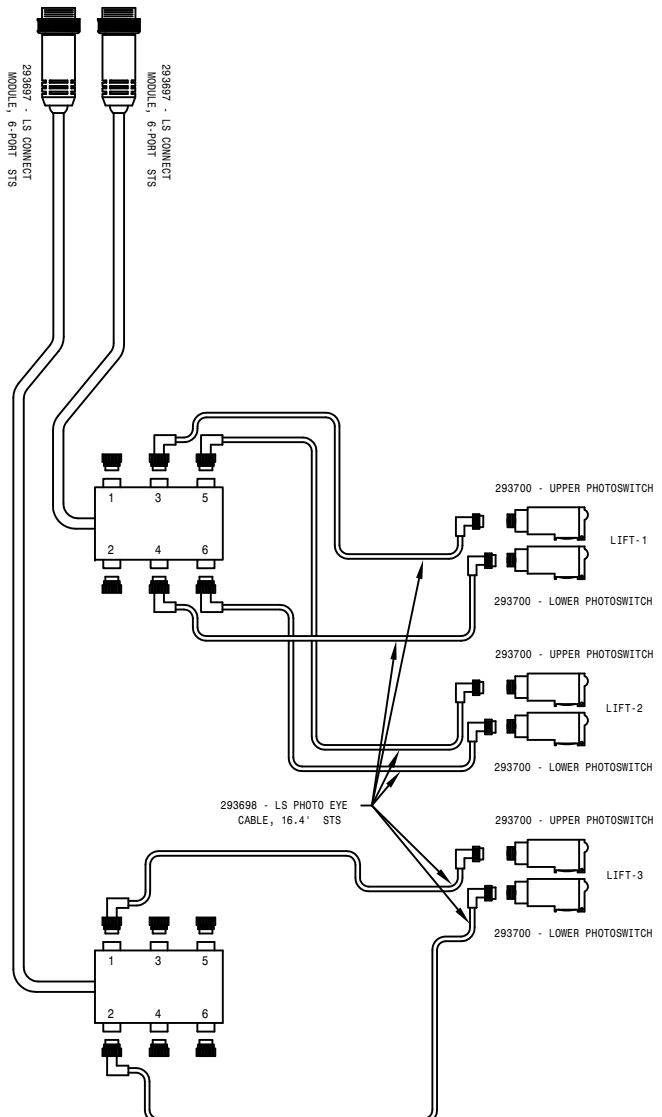 293697 - LS CONNECT
MODULE, 6-PORT STS
293697 - LS CONNECT
MODULE, 6-PORT STS
1 3 5
2 4 6
293700 - UPPER PHOTOSWITCH
LIFT-1
293700 - LOWER PHOTOSWITCH
293700 - UPPER PHOTOSWITCH
LIFT-2
293700 - LOWER PHOTOSWITCH
293698 - LS PHOTO EYE
CABLE, 16.4' STS
293700 - UPPER PHOTOSWITCH
LIFT-3
293700 - LOWER PHOTOSWITCH
1 3 5
2 4 6